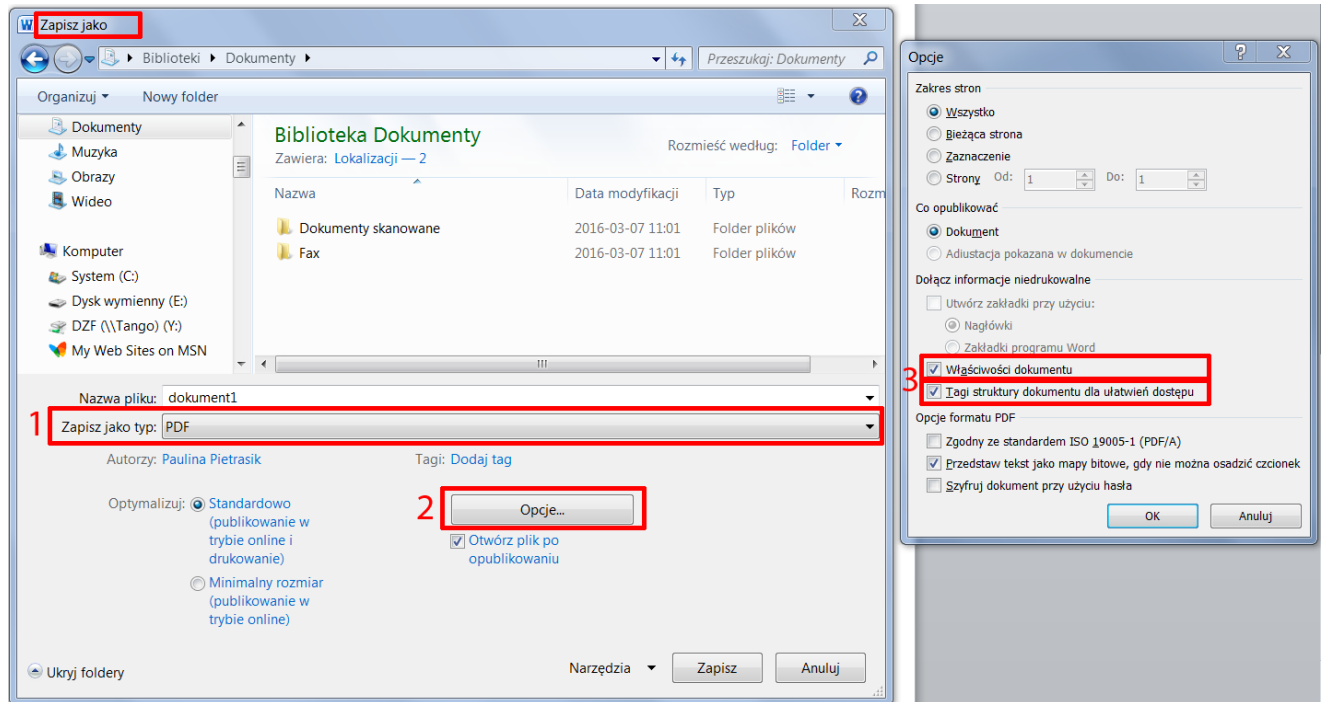 Zapisz jako
Biblioteki Dokumenty
Przeszukaj: Dokumenty
Organizuj Nowy folder
Dokumenty
Muzyka
Obrazy
Wideo
Komputer
System (C:)
Dysk wymienny (E:)
DZF (\\Tango) (Y:)
My Web Sites on MSN
Biblioteka Dokumenty
Zawiera: Lokalizacji — 2
Rozmieść według: Folder
Nazwa Data modyfikacji Typ Rozm
Dokumenty skanowane 2016-03-07 11:01 Folder plików
Fax 2016-03-07 11:01 Folder plików
Nazwa pliku: dokument1
1 Zapisz jako typ: PDF
Autorzy: Paulina Pietrasik Tagi: Dodaj tag
Optymalizuj: Standardowo
(publikowanie w
trybie online i
drukowanie)
Minimalny rozmiar
(publikowanie w
trybie online)
2 Opcje...
Otwórz plik po
opublikowaniu
Ukryj foldery
Narzędzia Zapisz Anuluj
Opcje
Zakres stron
Wszystko
Bieżąca strona
Zaznaczenie
Strony Od: 1 Do: 1
Co opublikować
Dokument
Adiustacja pokazana w dokumencie
Dołącz informacje niedrukowalne
Utwórz zakładki przy użyciu:
Nagłówki
Zakładki programu Word
3 Właściwości dokumentu
Tagi struktury dokumentu dla ułatwień dostępu
Opcje formatu PDF
Zgodny ze standardem ISO 19005-1 (PDF/A)
Przedstaw tekst jako mapy bitowe, gdy nie można osadzić czcionek
Szyfruj dokument przy użyciu hasła
OK Anuluj